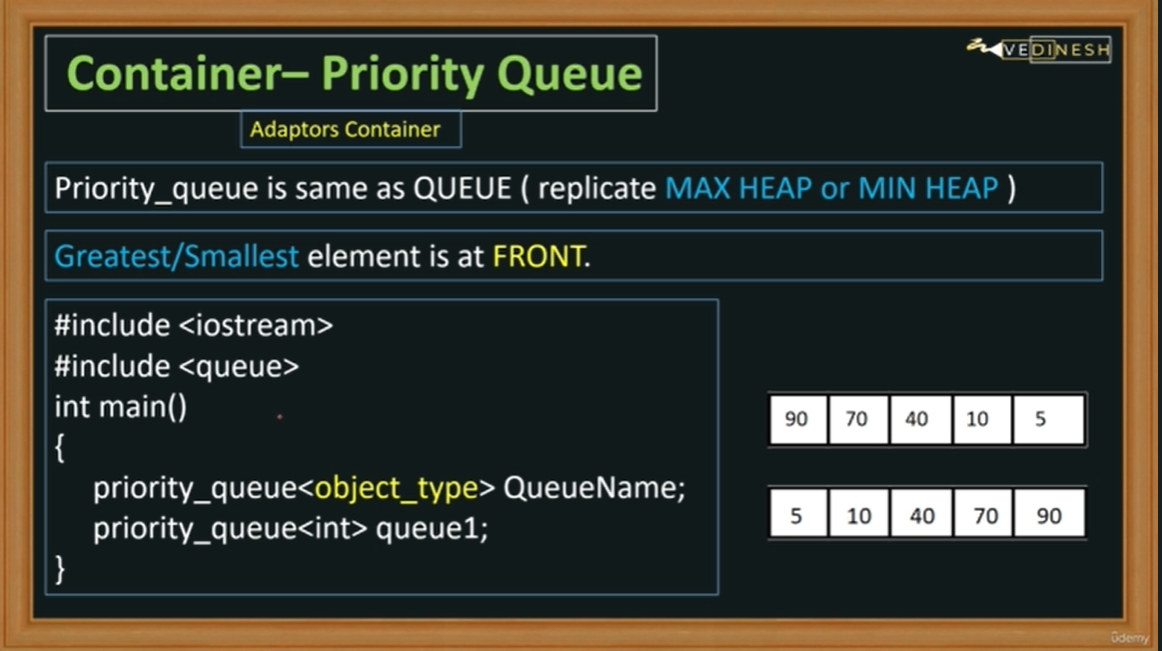 Container– Priority Queue
VEDINESH
Adaptors Container
Priority_queue is same as QUEUE ( replicate MAX HEAP or MIN HEAP )
Greatest/Smallest element is at FRONT.
#include <iostream>
#include <queue>
int main()
{
priority_queue<object_type> QueueName;
priority_queue<int> queue1;
}
90 70 40 10 5
5 10 40 70 90
ûdemy